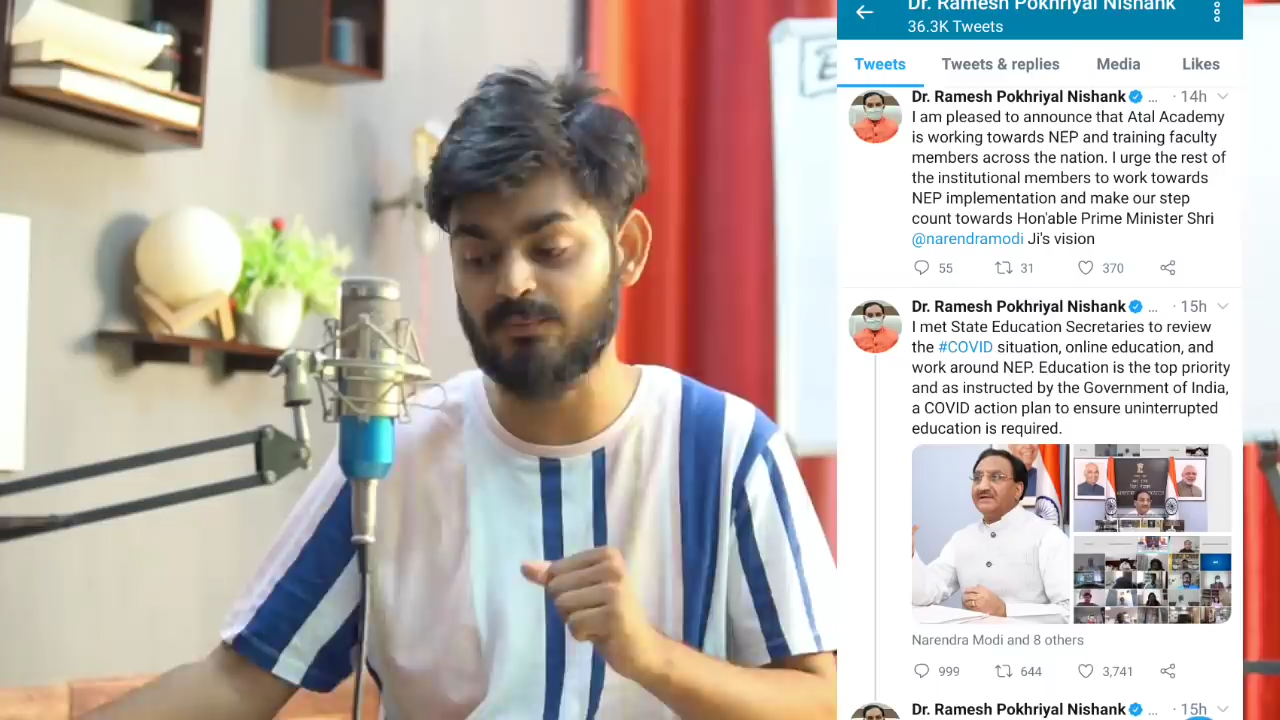 Dr. Ramesh Pokhriyal Nishank
36.3K Tweets
Tweets Tweets & replies Media Likes
Dr. Ramesh Pokhriyal Nishank ... · 14h
I am pleased to announce that Atal Academy
is working towards NEP and training faculty
members across the nation. I urge the rest of
the institutional members to work towards
NEP implementation and make our step
count towards Hon'able Prime Minister Shri
@narendramodi Ji's vision
55 31 370
Dr. Ramesh Pokhriyal Nishank ... · 15h
I met State Education Secretaries to review
the #COVID situation, online education, and
work around NEP. Education is the top priority
and as instructed by the Government of India,
a COVID action plan to ensure uninterrupted
education is required.
Narendra Modi and 8 others
999 644 3,741
Dr. Ramesh Pokhriyal Nishank ... · 15h